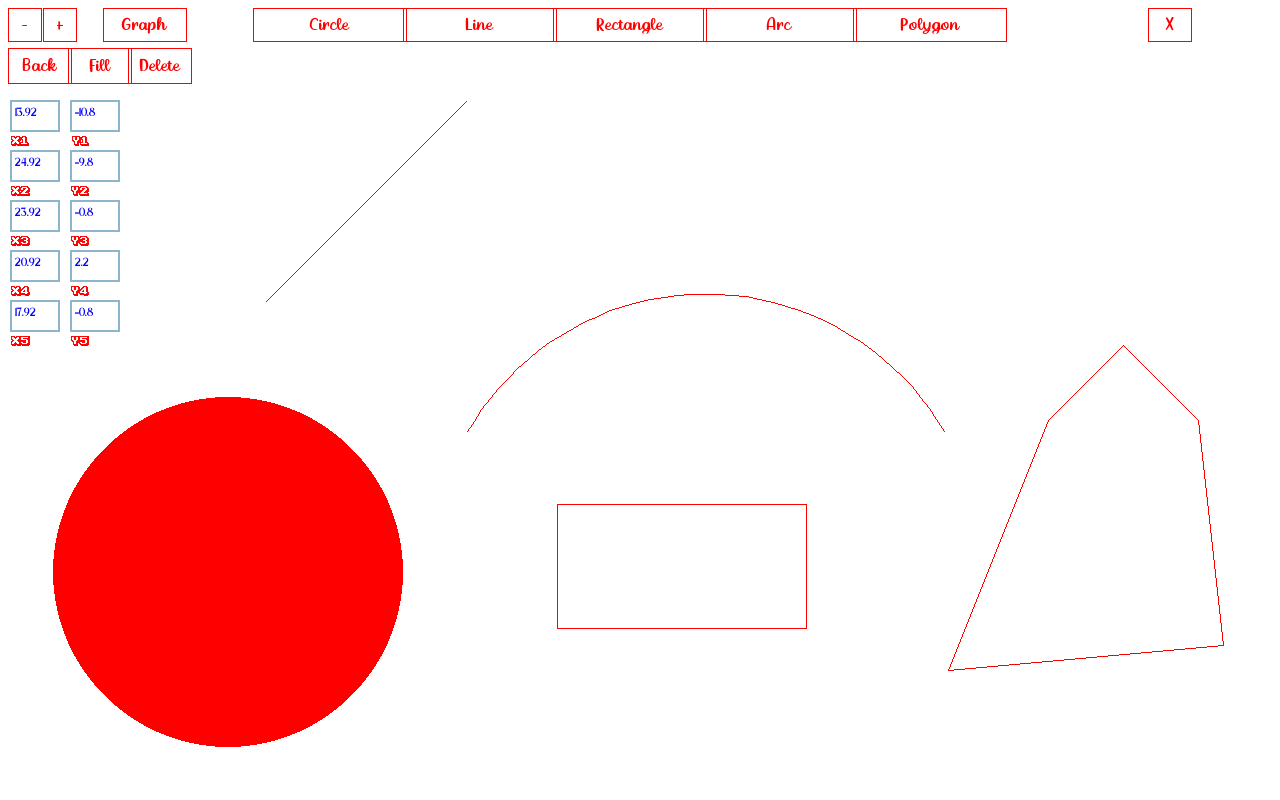 - + Graph Circle Line Rectangle Arc Polygon X
Back Fill Delete
13.92 -10.8
X1 Y1
24.92 -9.8
X2 Y2
23.92 -0.8
X3 Y3
20.92 2.2
X4 Y4
17.92 -0.8
X5 Y5